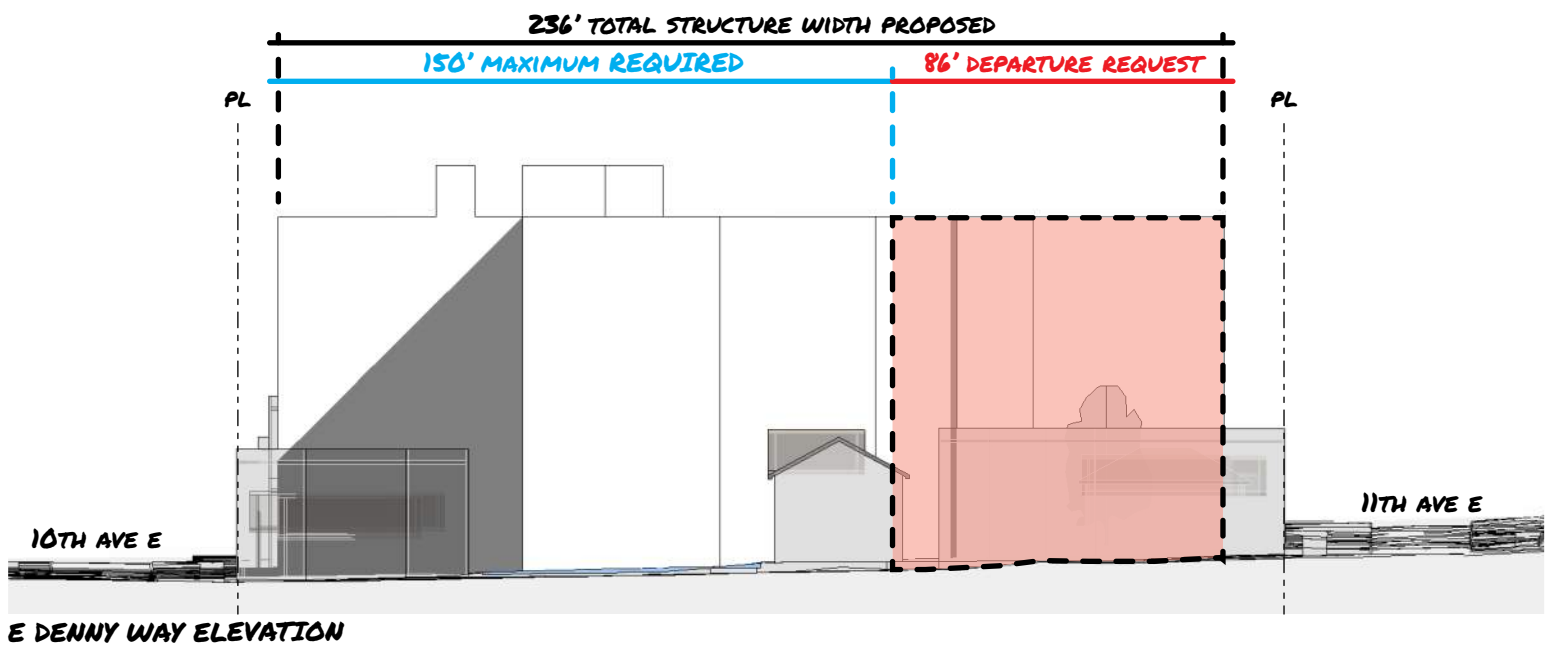 236' TOTAL STRUCTURE WIDTH PROPOSED
150' MAXIMUM REQUIRED
86' DEPARTURE REQUEST
PL
PL
10TH AVE E
11TH AVE E
E DENNY WAY ELEVATION